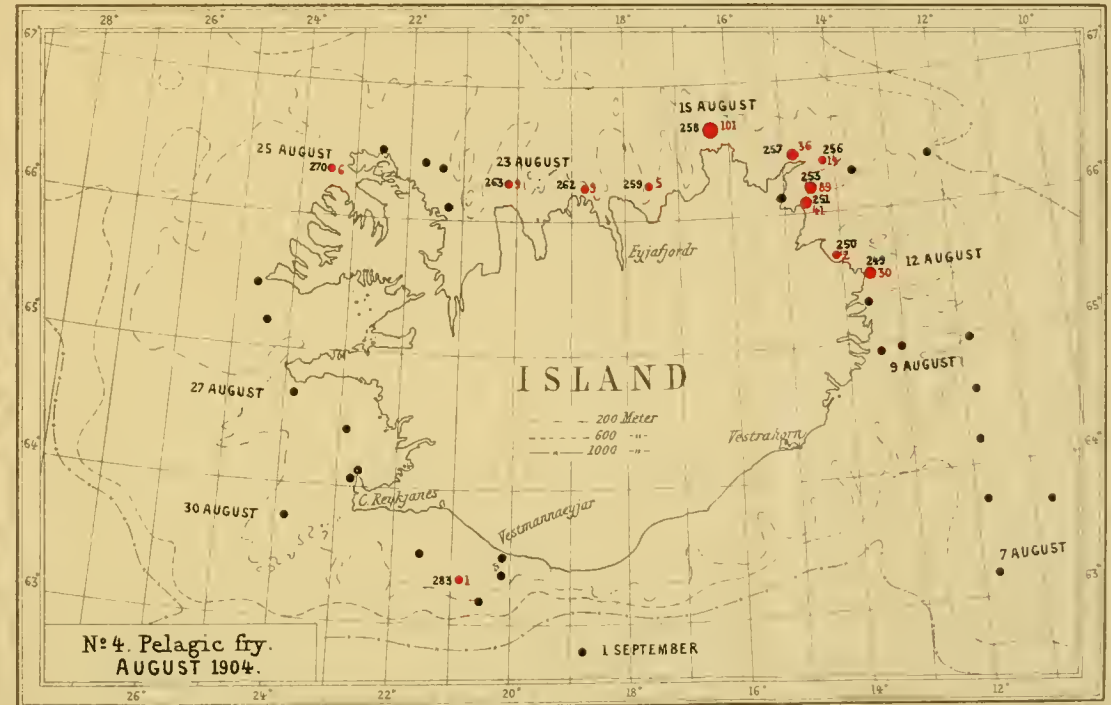 28° 26° 24° 22° 20° 18° 16° 14° 12° 10°
67° 67°
15 AUGUST
258 101
257 36 256
25 AUGUST
270 6
23 AUGUST
263 9 262 9 259 5
253
89
251
41
66° 66°
Eyjafjordr
250
2
249
30
12 AUGUST
65° 65°
9 AUGUST
ISLAND
27 AUGUST
200 Meter
600 -"-
1000 -"-
Vestrahorn
64° 64°
C. Reykjanes
30 AUGUST
Vestmannaeyjar
7 AUGUST
283 1
63° 63°
Nº 4. Pelagic fry.
AUGUST 1904.
1 SEPTEMBER
26° 24° 22° 20° 18° 16° 14° 12°